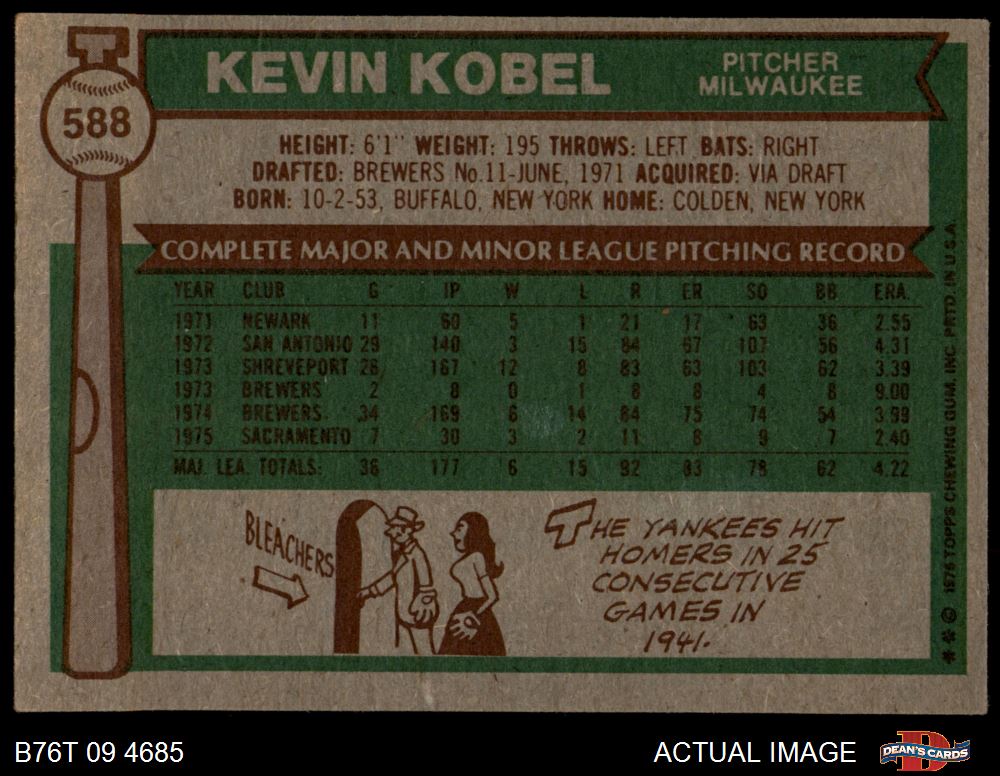 588
KEVIN KOBEL
PITCHER
MILWAUKEE
HEIGHT: 6'1" WEIGHT: 195 THROWS: LEFT BATS: RIGHT
DRAFTED: BREWERS No.11-JUNE, 1971 ACQUIRED: VIA DRAFT
BORN: 10-2-53, BUFFALO, NEW YORK HOME: COLDEN, NEW YORK
COMPLETE MAJOR AND MINOR LEAGUE PITCHING RECORD
YEAR CLUB G IP W L R ER SO BB ERA.
1971 NEWARK 11 60 5 1 21 17 63 36 2.55
1972 SAN ANTONIO 29 140 3 15 84 67 107 56 4.31
1973 SHREVEPORT 28 167 12 8 83 63 103 62 3.39
1973 BREWERS 2 8 0 1 8 8 4 8 9.00
1974 BREWERS 34 169 6 14 84 75 74 54 3.99
1975 SACRAMENTO 7 30 3 2 11 8 9 7 2.40
MAJ. LEA. TOTALS: 36 177 6 15 92 83 78 62 4.22
BLEACHERS
THE YANKEES HIT
HOMERS IN 25
CONSECUTIVE
GAMES IN
1941.
** © 1976 TOPPS CHEWING GUM, INC. PRTD. IN U.S.A.
B76T 09 4685
ACTUAL IMAGE
D
DEAN'S CARDS